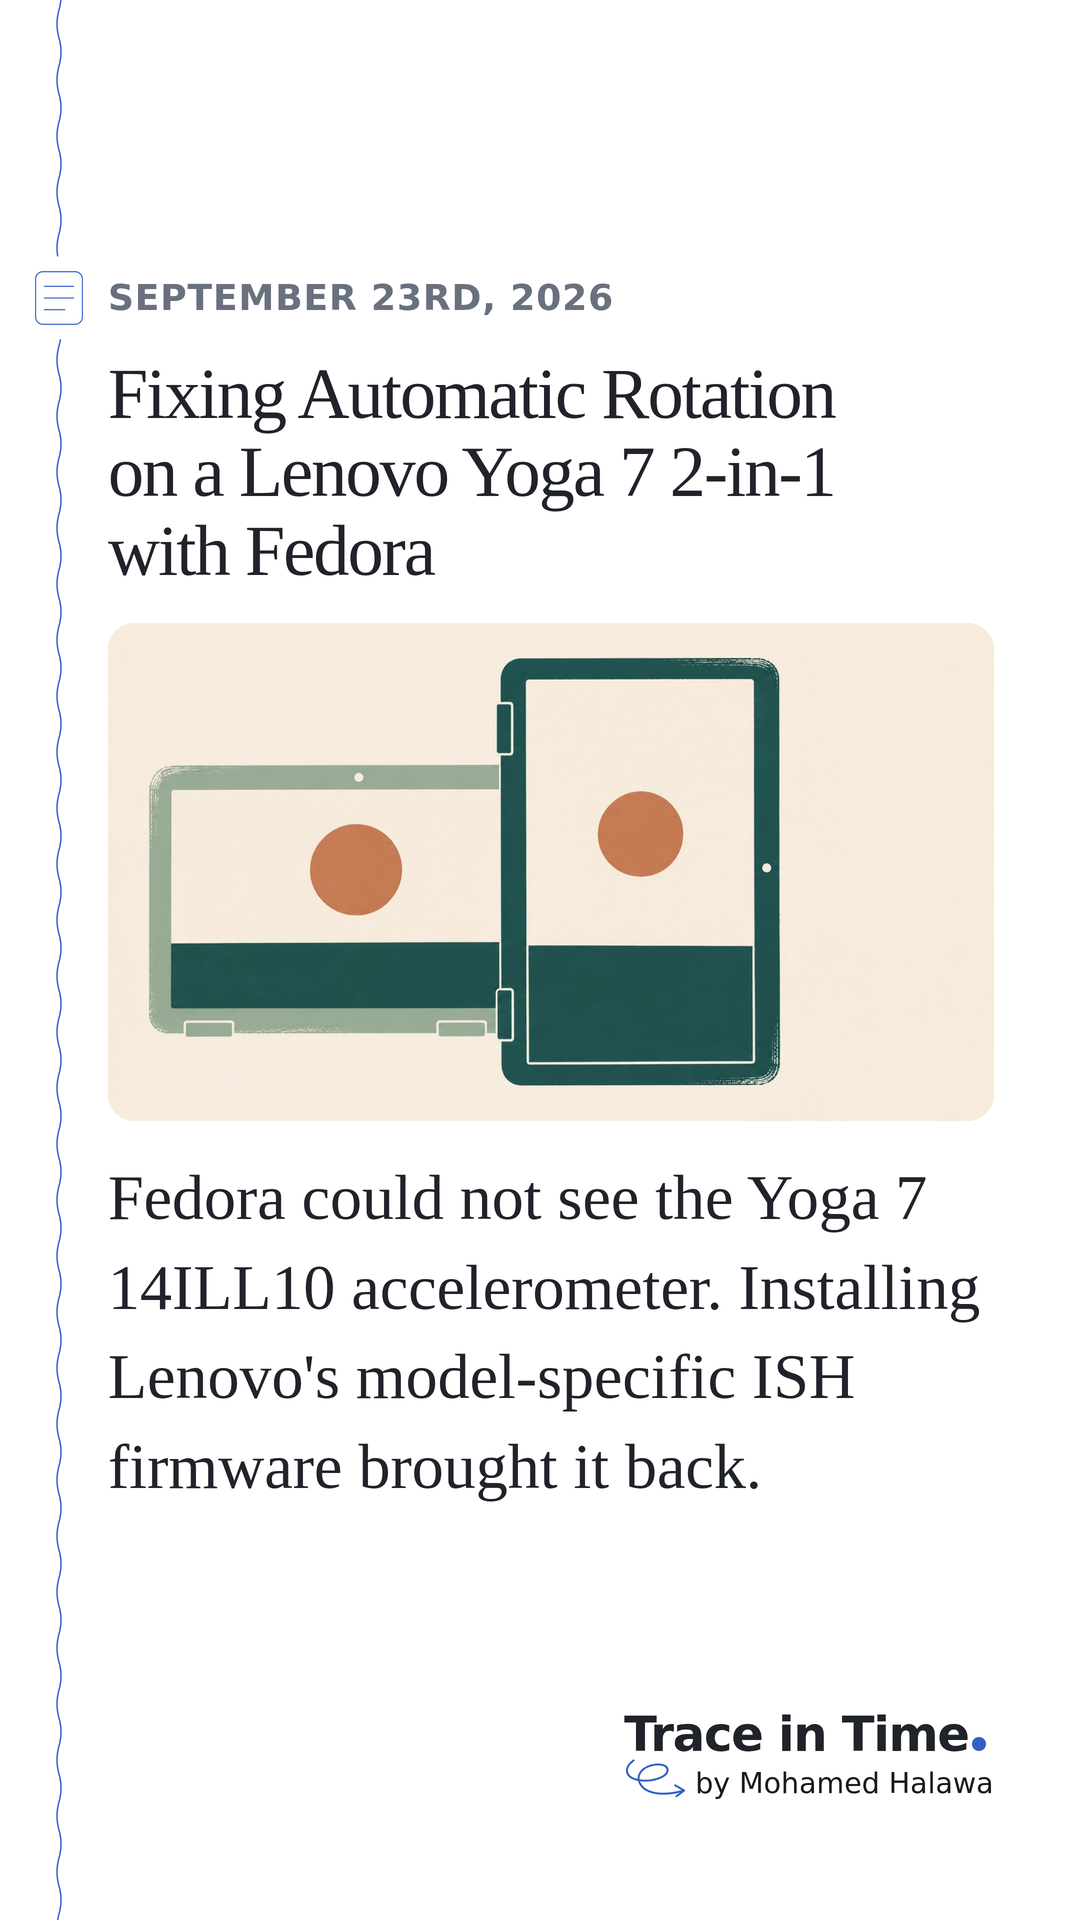 SEPTEMBER 23RD, 2026
Fixing Automatic Rotation
on a Lenovo Yoga 7 2-in-1
with Fedora
Fedora could not see the Yoga 7
14ILL10 accelerometer. Installing
Lenovo's model-specific ISH
firmware brought it back.
Trace in Time.
by Mohamed Halawa